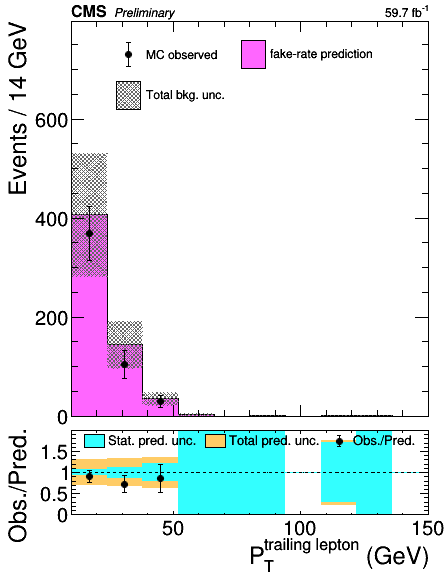 CMS Preliminary 59.7 fb⁻¹
Events / 14 GeV
MC observed
fake-rate prediction
Total bkg. unc.
600
400
200
0
Obs./Pred.
Stat. pred. unc.
Total pred. unc.
Obs./Pred.
1.5
1
0.5
0
50
100
150
P_T^trailing lepton (GeV)